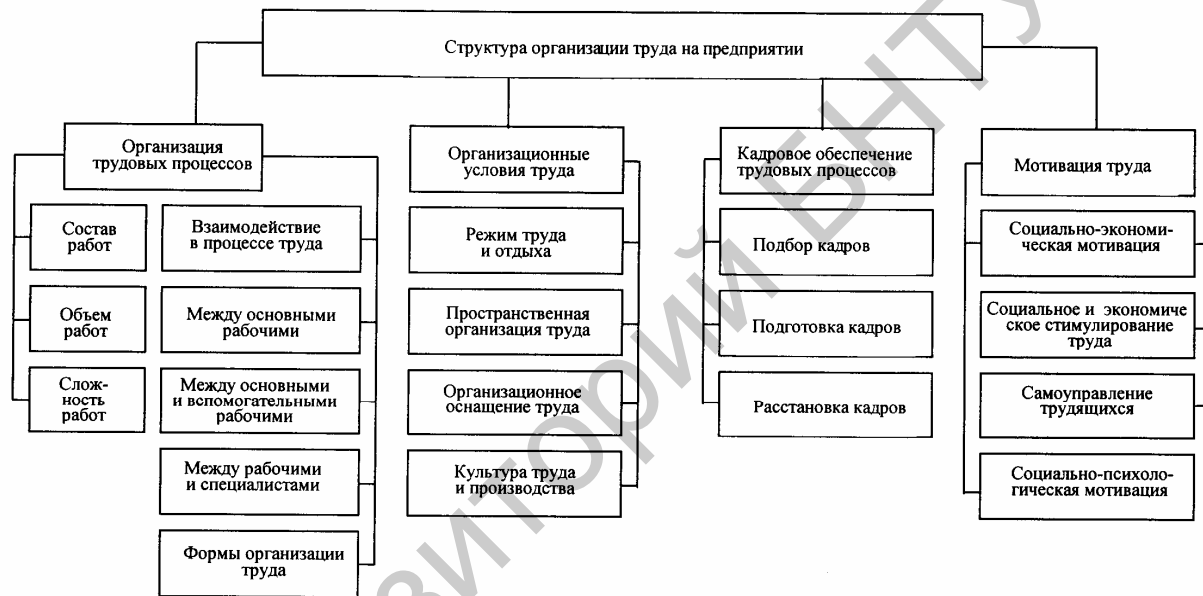 Структура организации труда на предприятии
Организация
трудовых процессов
Состав
работ
Объем
работ
Слож-
ность
работ
Взаимодействие
в процессе труда
Между основными
рабочими
Между основными
и вспомогательными
рабочими
Между рабочими
и специалистами
Формы организации
труда
Организационные
условия труда
Режим труда
и отдыха
Пространственная
организация труда
Организационное
оснащение труда
Культура труда
и производства
Кадровое обеспечение
трудовых процессов
Подбор кадров
Подготовка кадров
Расстановка кадров
Мотивация труда
Социально-экономи-
ческая мотивация
Социальное и экономиче
ское стимулирование
труда
Самоуправление
трудящихся
Социально-психоло-
гическая мотивация
зиторий БНТУ